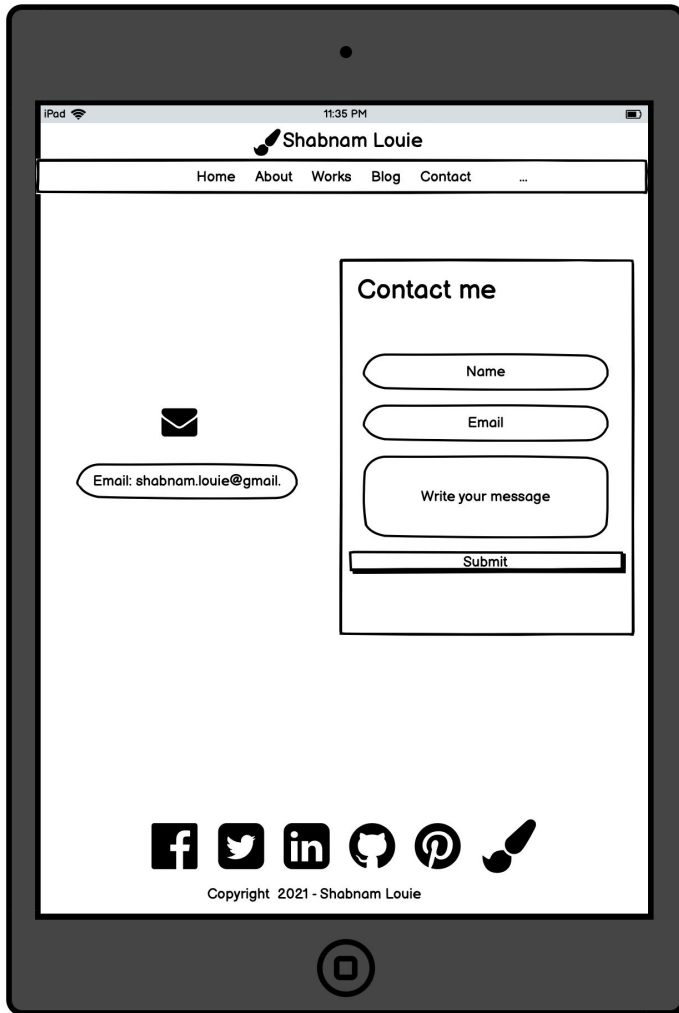 iPad
11:35 PM
Shabnam Louie
Home About Works Blog Contact ...
Contact me
Name
Email
Write your message
Submit
Email: shabnam.louie@gmail.
Copyright 2021 - Shabnam Louie